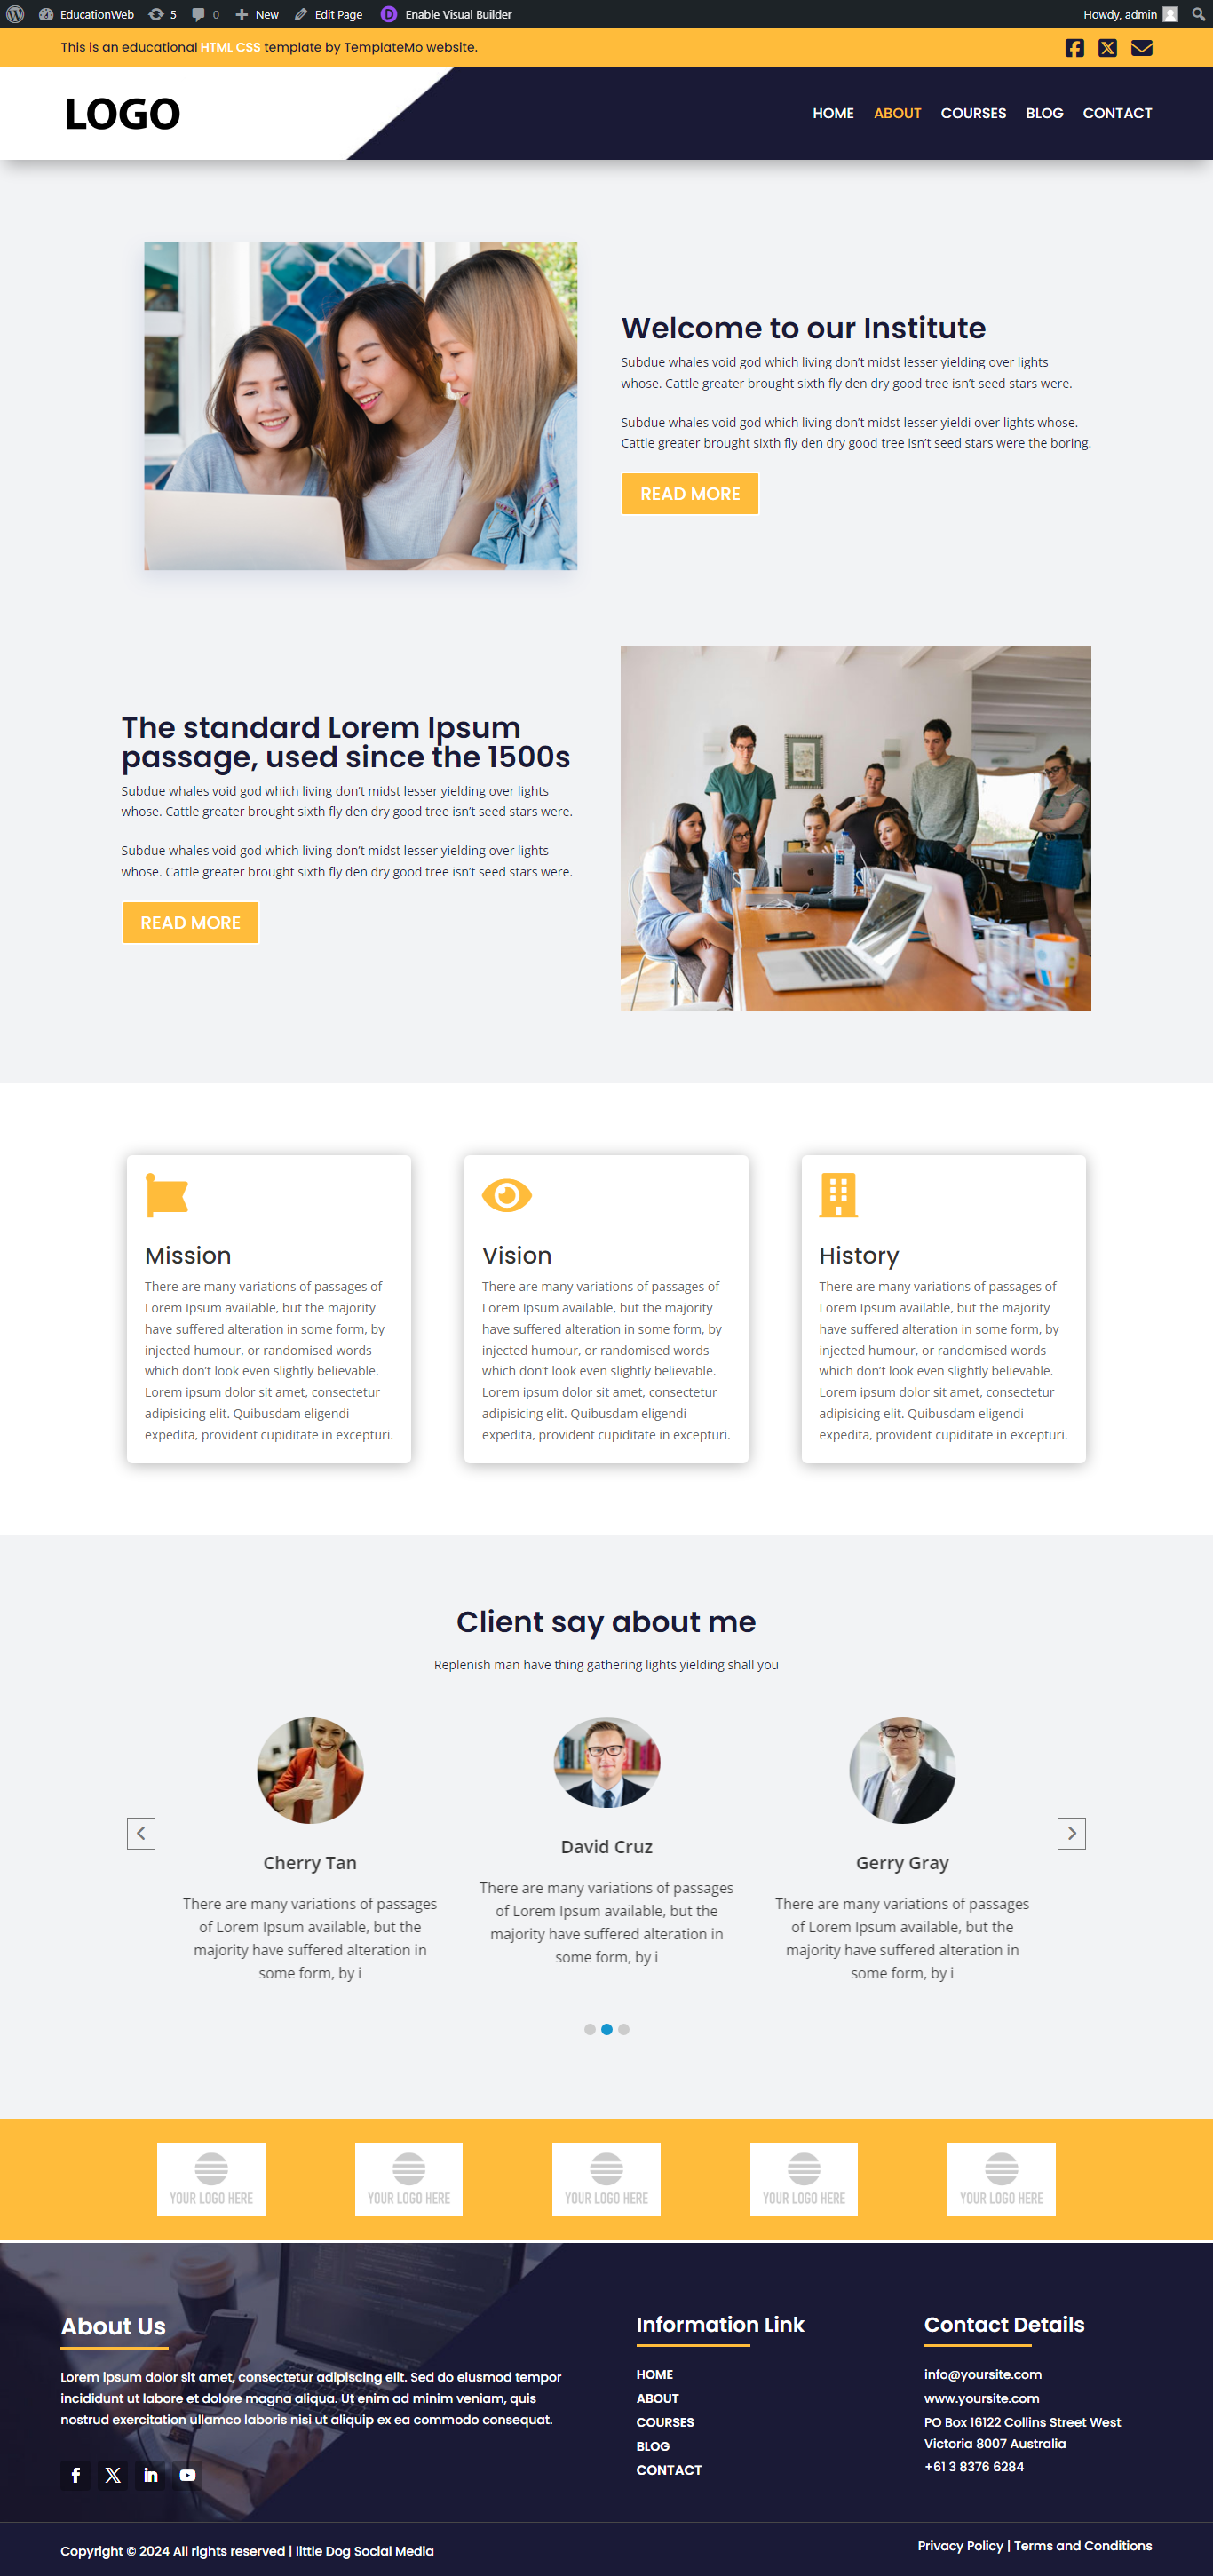 EducationWeb 5 0 New Edit Page Enable Visual Builder Howdy, admin
This is an educational HTML CSS template by TemplateMo website.
LOGO
HOME ABOUT COURSES BLOG CONTACT
Welcome to our Institute
Subdue whales void god which living don’t midst lesser yielding over lights
whose. Cattle greater brought sixth fly den dry good tree isn’t seed stars were.
Subdue whales void god which living don’t midst lesser yieldi over lights whose.
Cattle greater brought sixth fly den dry good tree isn’t seed stars were the boring.
READ MORE
The standard Lorem Ipsum
passage, used since the 1500s
Subdue whales void god which living don’t midst lesser yielding over lights
whose. Cattle greater brought sixth fly den dry good tree isn’t seed stars were.
Subdue whales void god which living don’t midst lesser yielding over lights
whose. Cattle greater brought sixth fly den dry good tree isn’t seed stars were.
READ MORE
Mission
There are many variations of passages of
Lorem Ipsum available, but the majority
have suffered alteration in some form, by
injected humour, or randomised words
which don’t look even slightly believable.
Lorem ipsum dolor sit amet, consectetur
adipisicing elit. Quibusdam eligendi
expedita, provident cupiditate in excepturi.
Vision
There are many variations of passages of
Lorem Ipsum available, but the majority
have suffered alteration in some form, by
injected humour, or randomised words
which don’t look even slightly believable.
Lorem ipsum dolor sit amet, consectetur
adipisicing elit. Quibusdam eligendi
expedita, provident cupiditate in excepturi.
History
There are many variations of passages of
Lorem Ipsum available, but the majority
have suffered alteration in some form, by
injected humour, or randomised words
which don’t look even slightly believable.
Lorem ipsum dolor sit amet, consectetur
adipisicing elit. Quibusdam eligendi
expedita, provident cupiditate in excepturi.
Client say about me
Replenish man have thing gathering lights yielding shall you
Cherry Tan
There are many variations of passages
of Lorem Ipsum available, but the
majority have suffered alteration in
some form, by i
David Cruz
There are many variations of passages
of Lorem Ipsum available, but the
majority have suffered alteration in
some form, by i
Gerry Gray
There are many variations of passages
of Lorem Ipsum available, but the
majority have suffered alteration in
some form, by i
YOUR LOGO HERE YOUR LOGO HERE YOUR LOGO HERE YOUR LOGO HERE YOUR LOGO HERE
About Us
Lorem ipsum dolor sit amet, consectetur adipiscing elit. Sed do eiusmod tempor
incididunt ut labore et dolore magna aliqua. Ut enim ad minim veniam, quis
nostrud exercitation ullamco laboris nisi ut aliquip ex ea commodo consequat.
Information Link
HOME
ABOUT
COURSES
BLOG
CONTACT
Contact Details
info@yoursite.com
www.yoursite.com
PO Box 16122 Collins Street West
Victoria 8007 Australia
+61 3 8376 6284
Copyright © 2024 All rights reserved | little Dog Social Media
Privacy Policy | Terms and Conditions